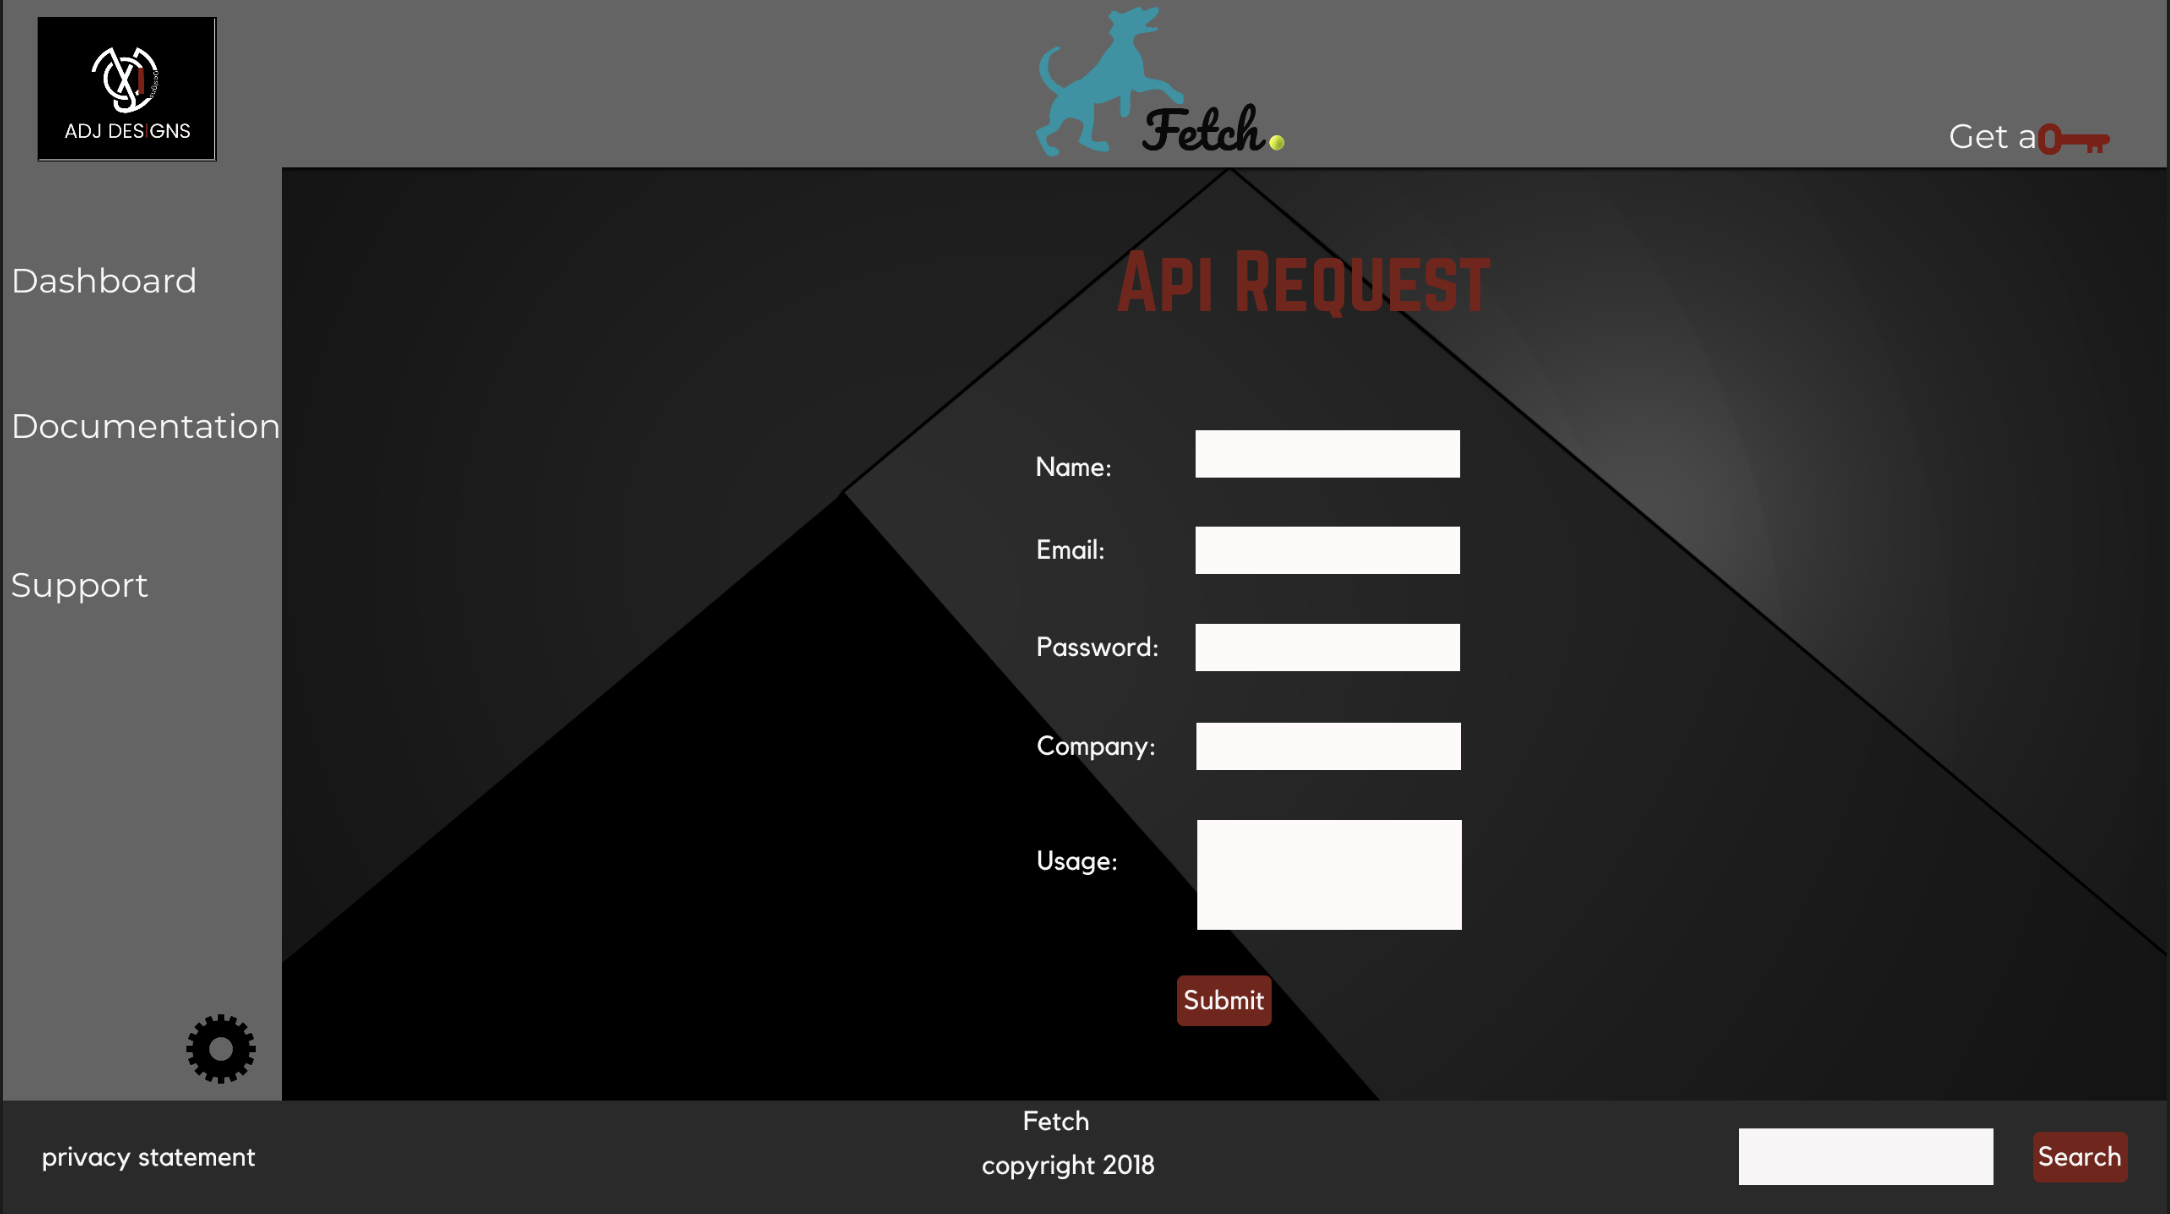 ADJ DESIGNS
Fetch
Get a
Dashboard
Documentation
Support
Api Request
Name:
Email:
Password:
Company:
Usage:
Submit
privacy statement
Fetch
copyright 2018
Search